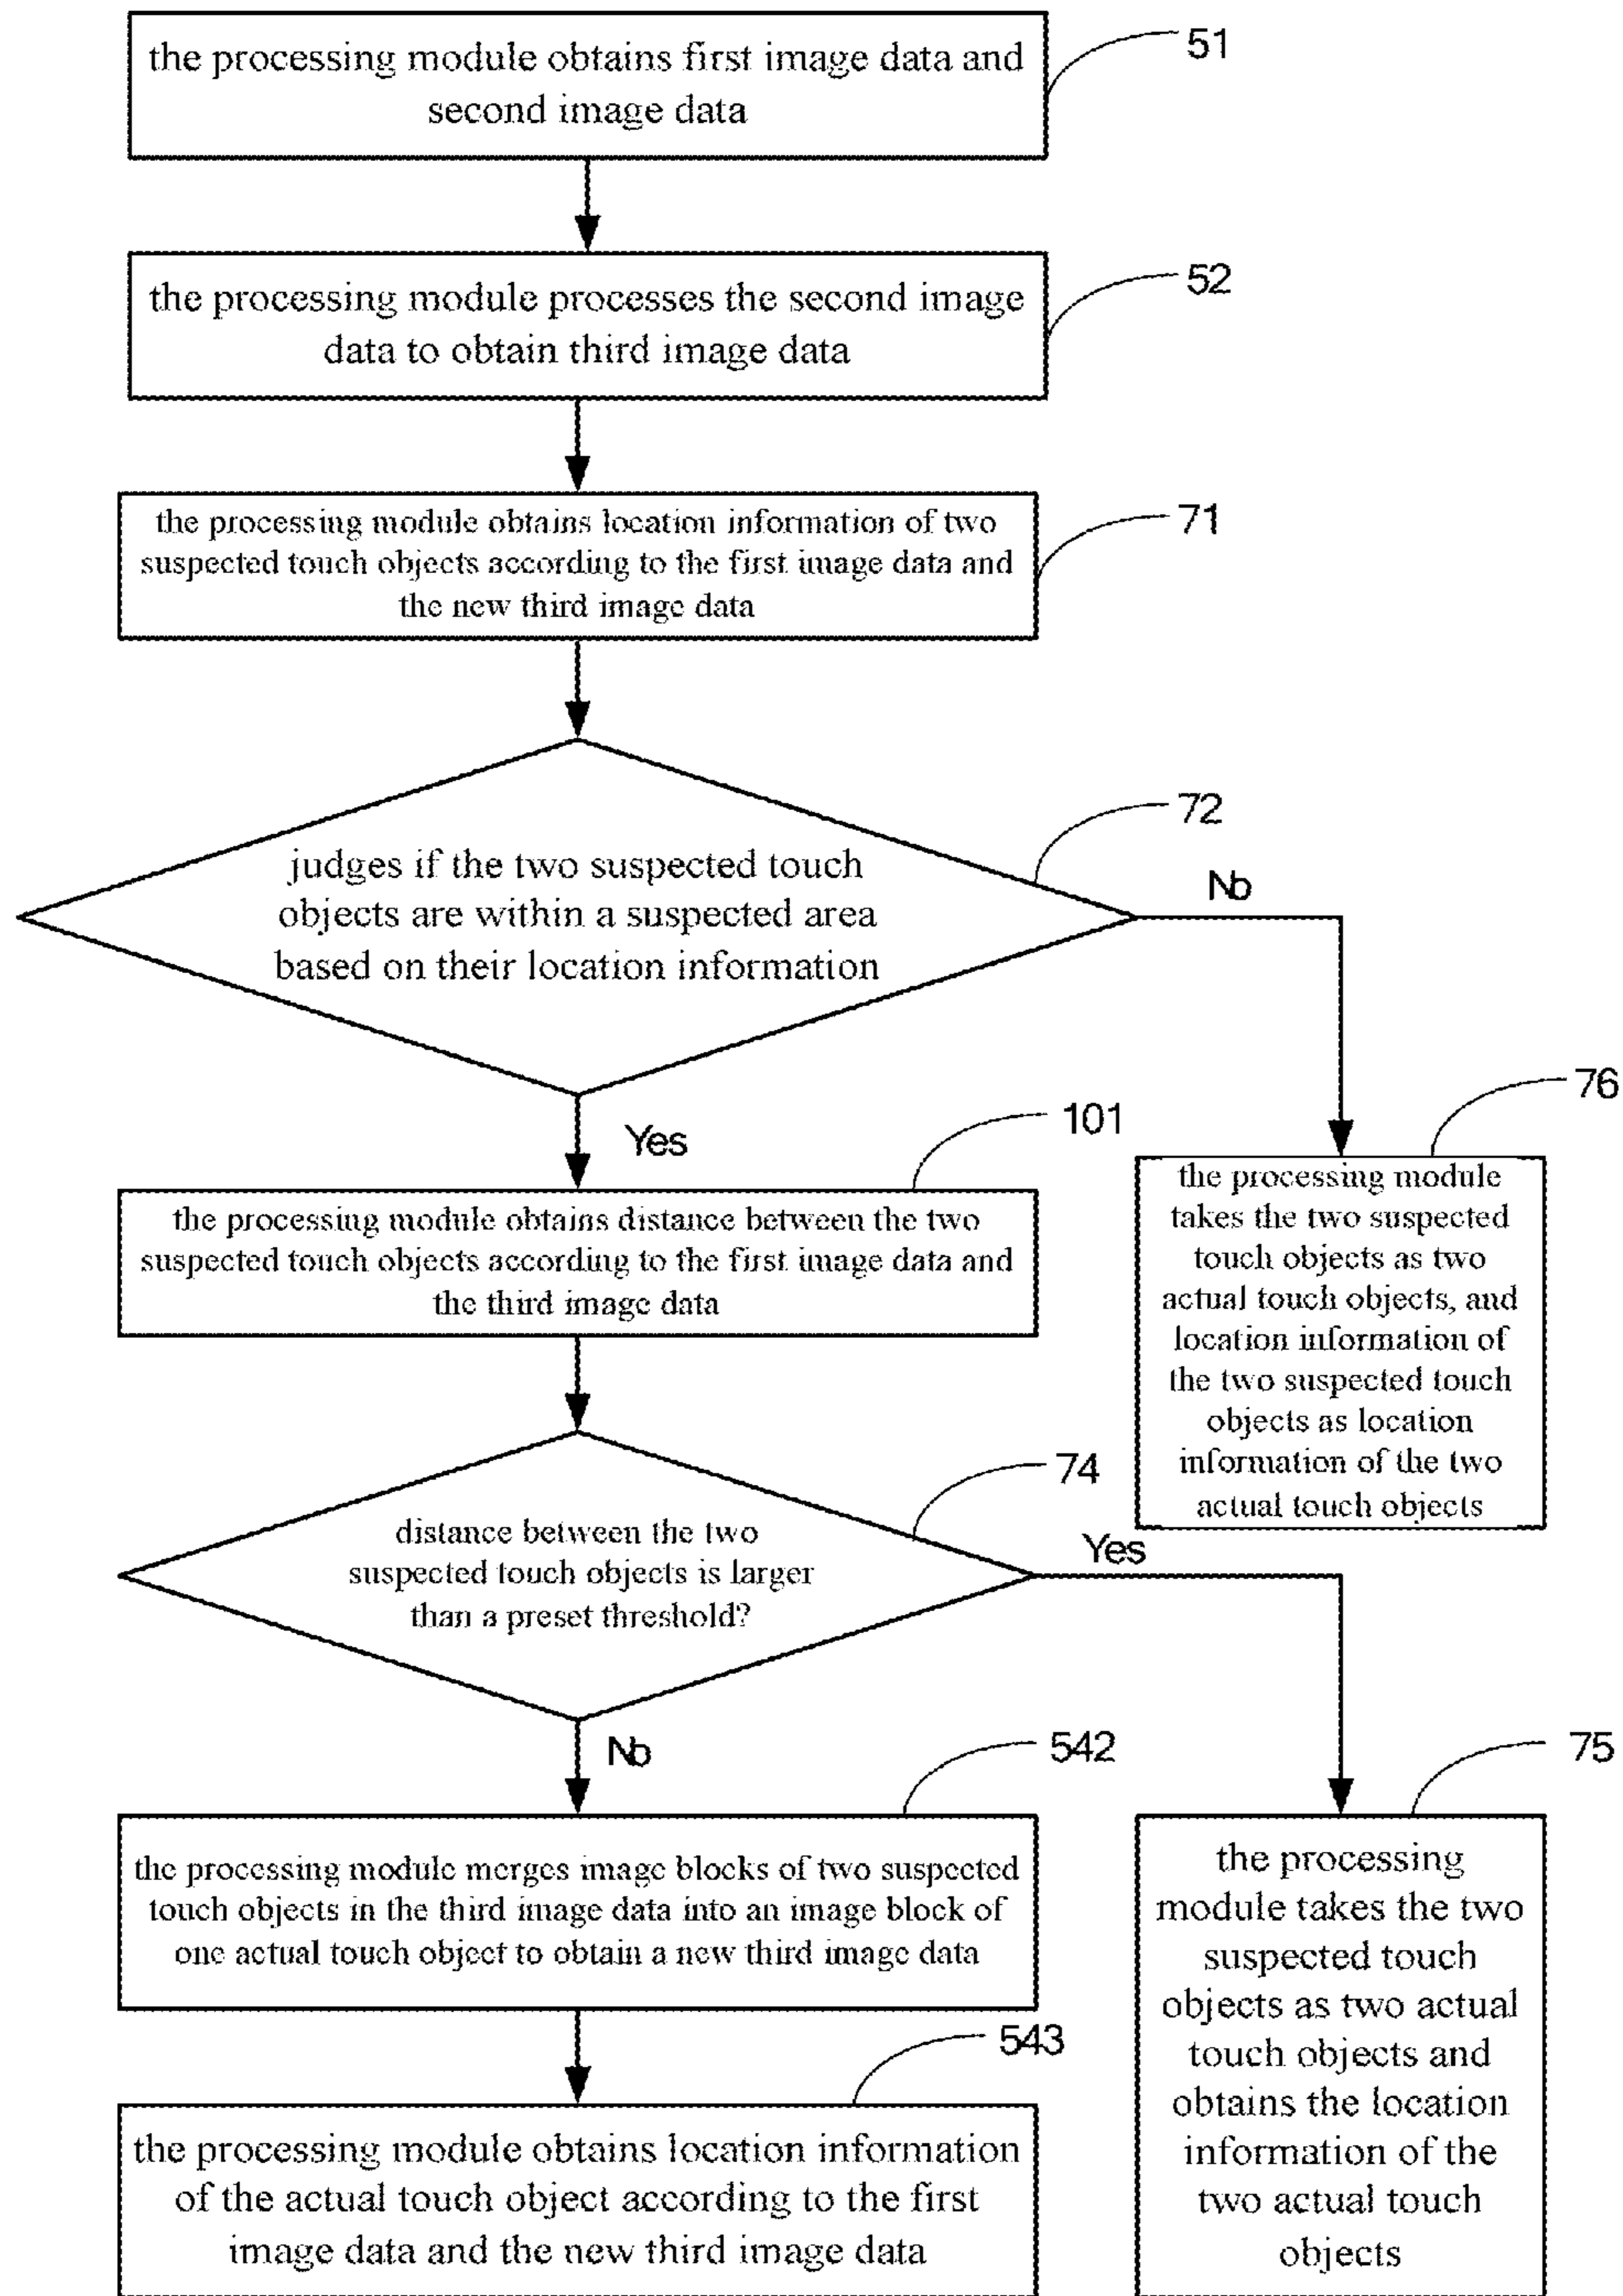 the processing module obtains first image data and
second image data
51
the processing module processes the second image
data to obtain third image data
52
the processing module obtains location information of two
suspected touch objects according to the first image data and
the new third image data
71
judges if the two suspected touch
objects are within a suspected area
based on their location information
72
No
Yes
the processing module obtains distance between the two
suspected touch objects according to the first image data and
the third image data
101
the processing module
takes the two suspected
touch objects as two
actual touch objects, and
location information of
the two suspected touch
objects as location
information of the two
actual touch objects
76
distance between the two
suspected touch objects is larger
than a preset threshold?
74
Yes
No
the processing module merges image blocks of two suspected
touch objects in the third image data into an image block of
one actual touch object to obtain a new third image data
542
the processing
module takes the two
suspected touch
objects as two actual
touch objects and
obtains the location
information of the
two actual touch
objects
75
the processing module obtains location information
of the actual touch object according to the first
image data and the new third image data
543